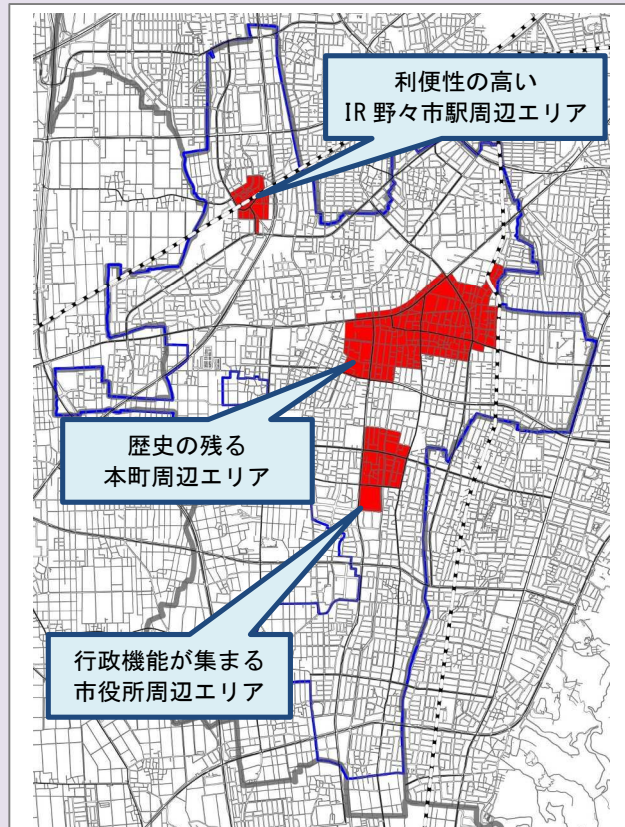 利便性の高い
IR 野々市駅周辺エリア
歴史の残る
本町周辺エリア
行政機能が集まる
市役所周辺エリア